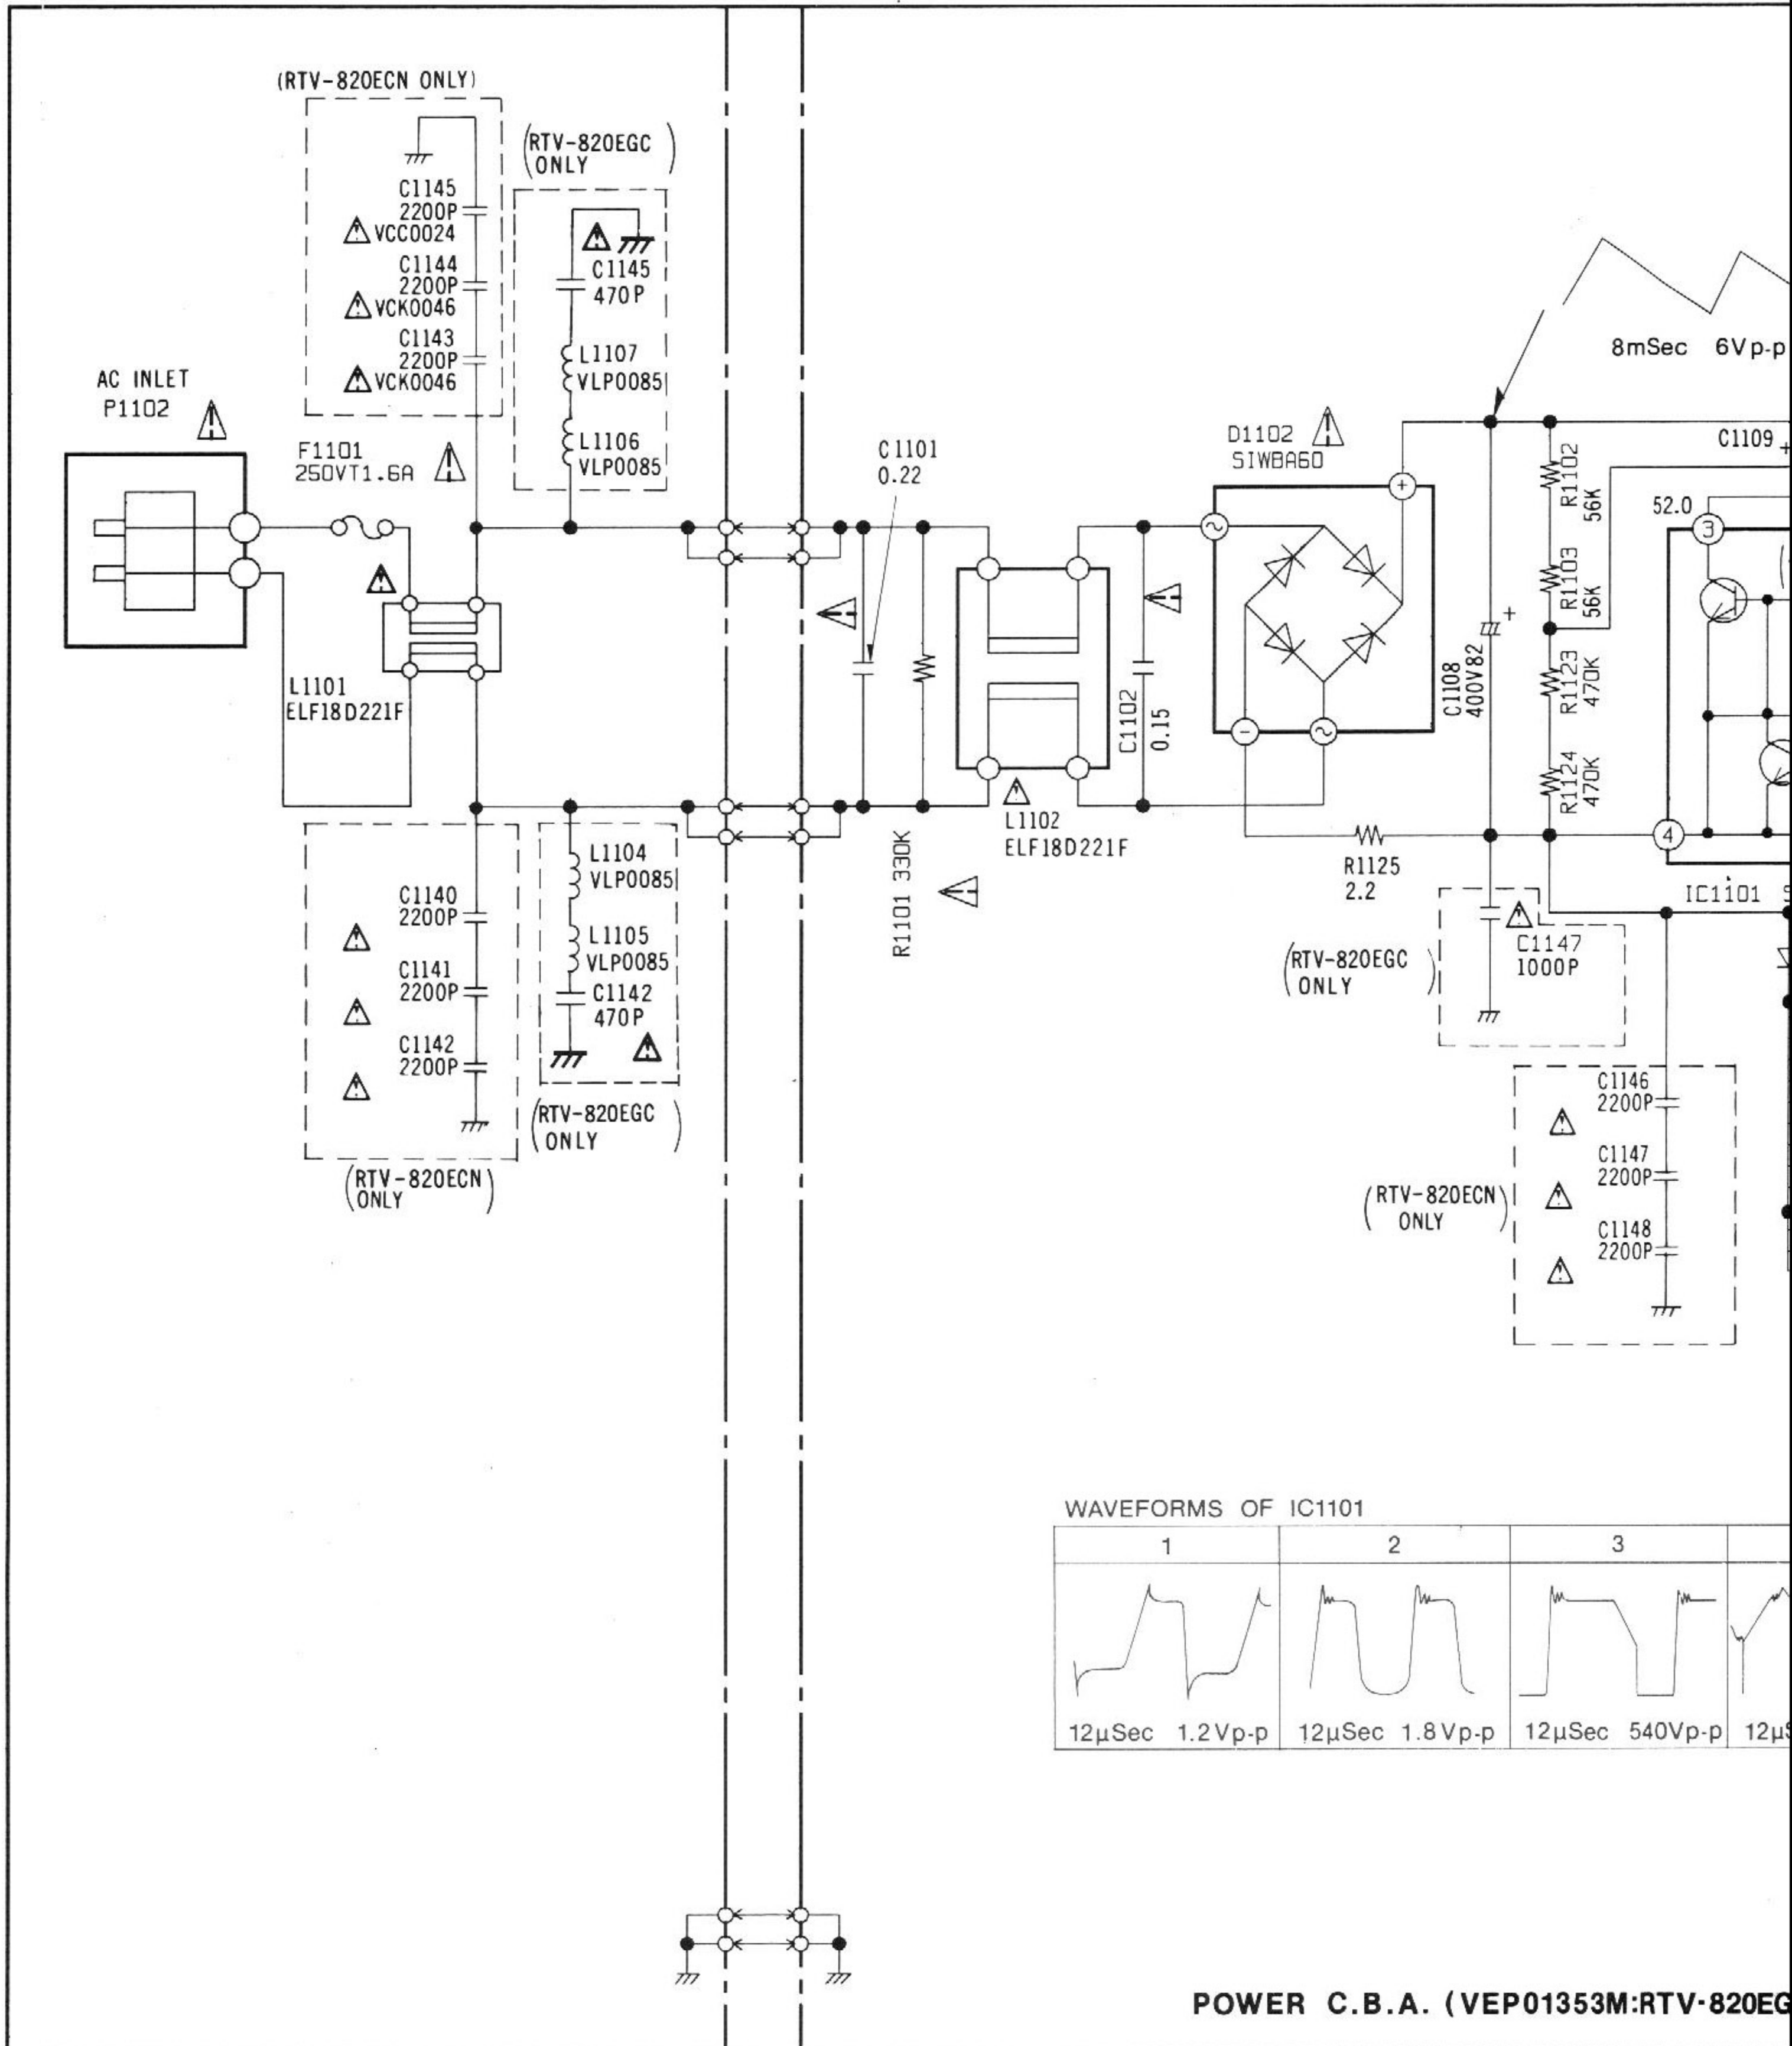 (RTV-820ECN ONLY)
C1145
2200P
VCC0024
C1144
2200P
VCK0046
C1143
2200P
VCK0046
(RTV-820EGC
ONLY)
C1145
470P
L1107
VLP0085
L1106
VLP0085
AC INLET
P1102
F1101
250VT1.6A
L1101
ELF18D221F
C1140
2200P
C1141
2200P
C1142
2200P
(RTV-820ECN
ONLY)
L1104
VLP0085
L1105
VLP0085
C1142
470P
(RTV-820EGC
ONLY)
C1101
0.22
R1101 330K
L1102
ELF18D221F
C1102
0.15
D1102
SIWBA60
+
~
-
~
8mSec 6Vp-p
C1108
400V82
+
R1102
56K
R1103
56K
R1123
470K
R1124
470K
R1125
2.2
C1109
+
52.0
3
4
IC1101
(RTV-820EGC
ONLY)
C1147
1000P
(RTV-820ECN
ONLY)
C1146
2200P
C1147
2200P
C1148
2200P
WAVEFORMS OF IC1101
1 2 3
12μSec 1.2Vp-p 12μSec 1.8Vp-p 12μSec 540Vp-p 12μS
POWER C.B.A. (VEP01353M:RTV-820EG